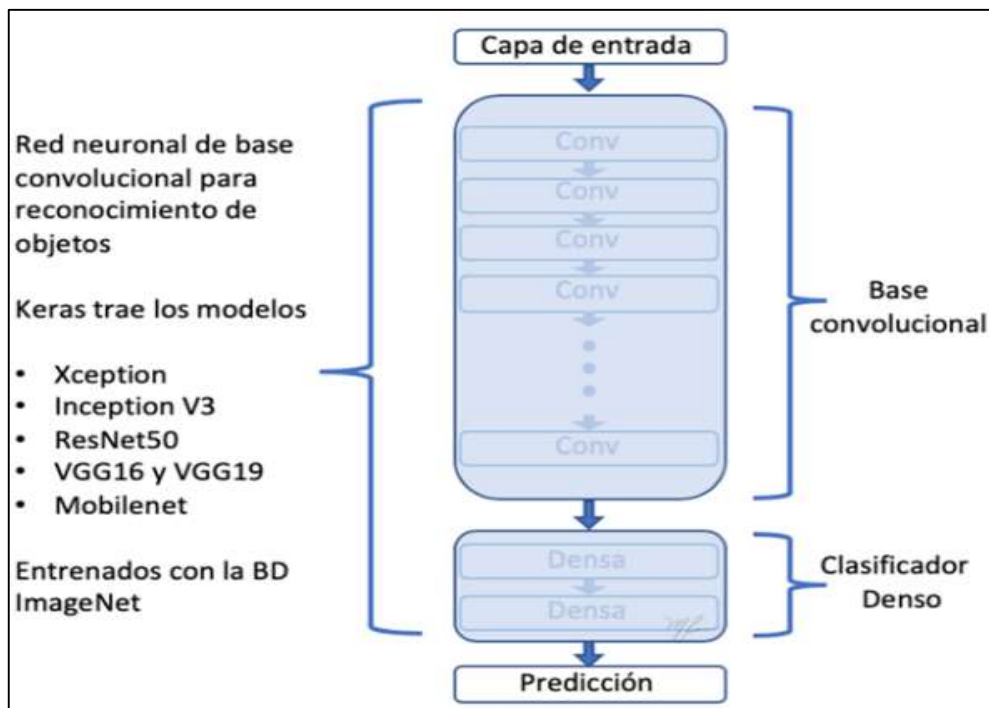 Capa de entrada
Red neuronal de base
convolucional para
reconocimiento de
objetos
Keras trae los modelos
• Xception
• Inception V3
• ResNet50
• VGG16 y VGG19
• Mobilenet
Entrenados con la BD
ImageNet
Conv
Conv
Conv
Conv
Conv
Base
convolucional
Densa
Densa
Clasificador
Denso
Predicción